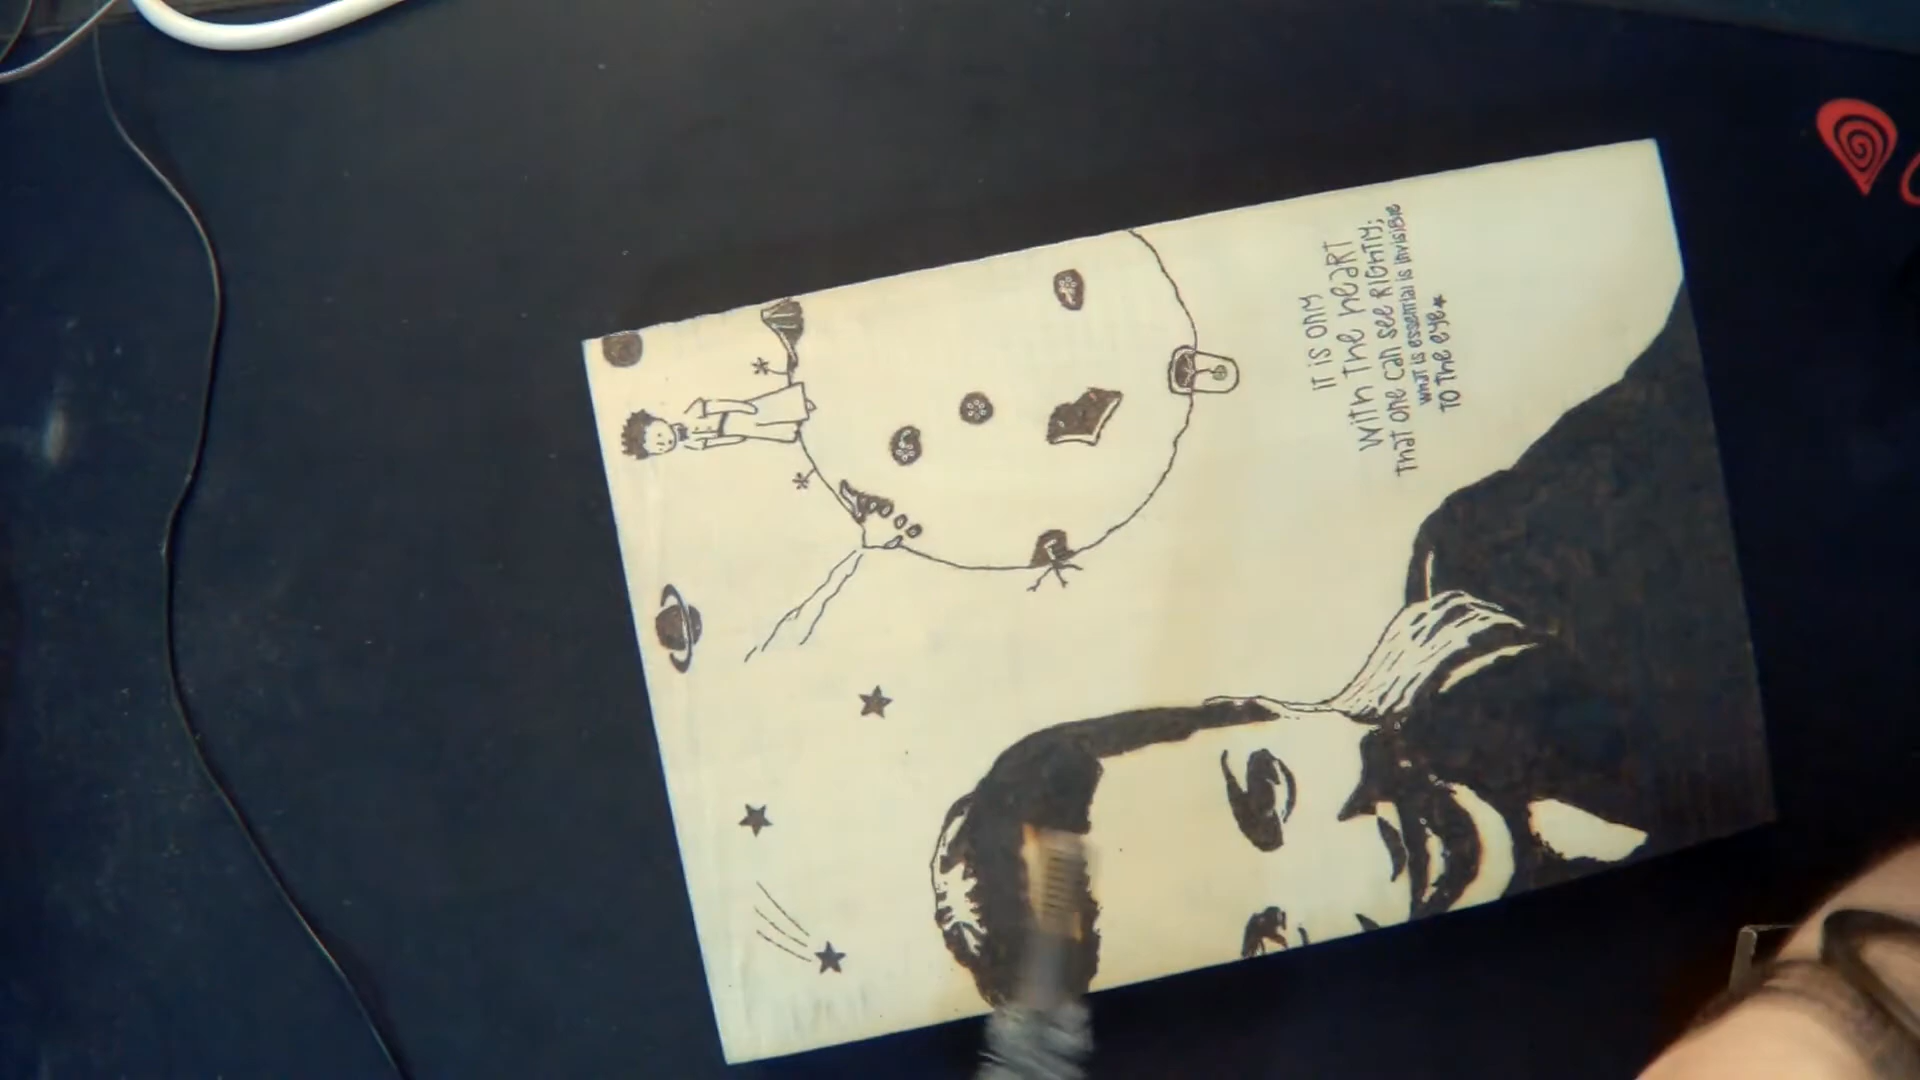 IT IS ONLY
WITH THE HEART
THAT ONE CAN SEE RIGHTLY;
WHAT IS ESSENTIAL IS INVISIBLE
TO THE EYE★